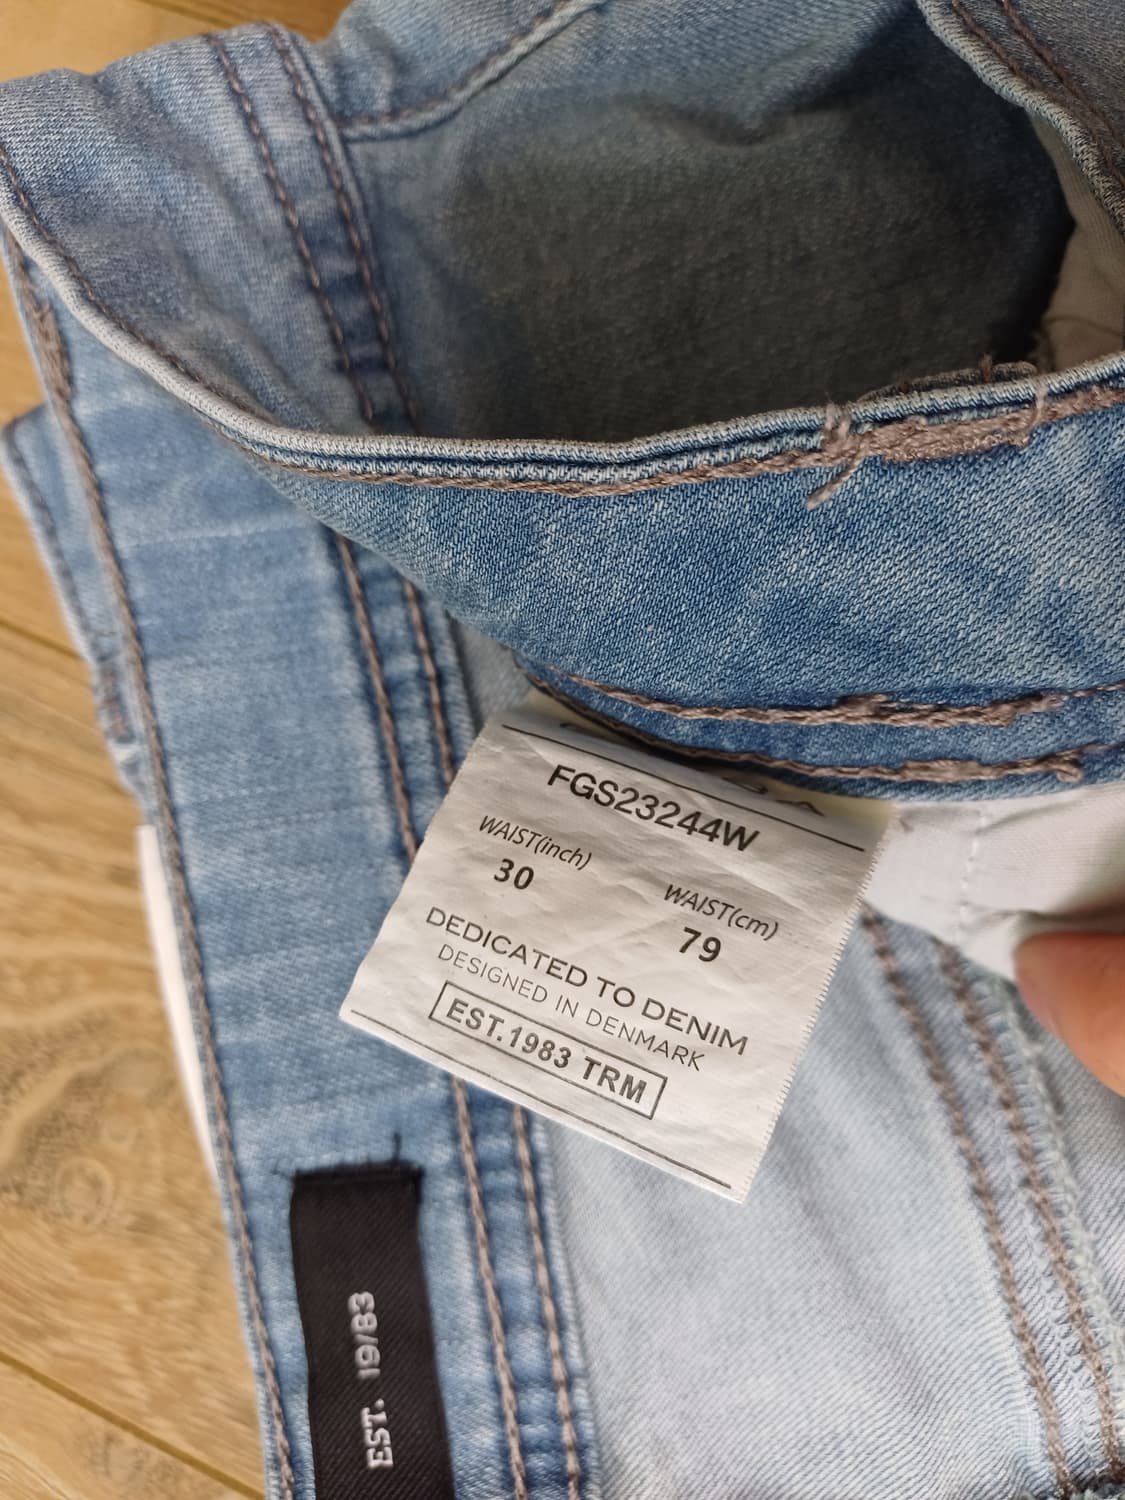 FGS23244W
WAIST(inch)
30
WAIST(cm)
79
DEDICATED TO DENIM
DESIGNED IN DENMARK
EST.1983 TRM
EST. 19/83